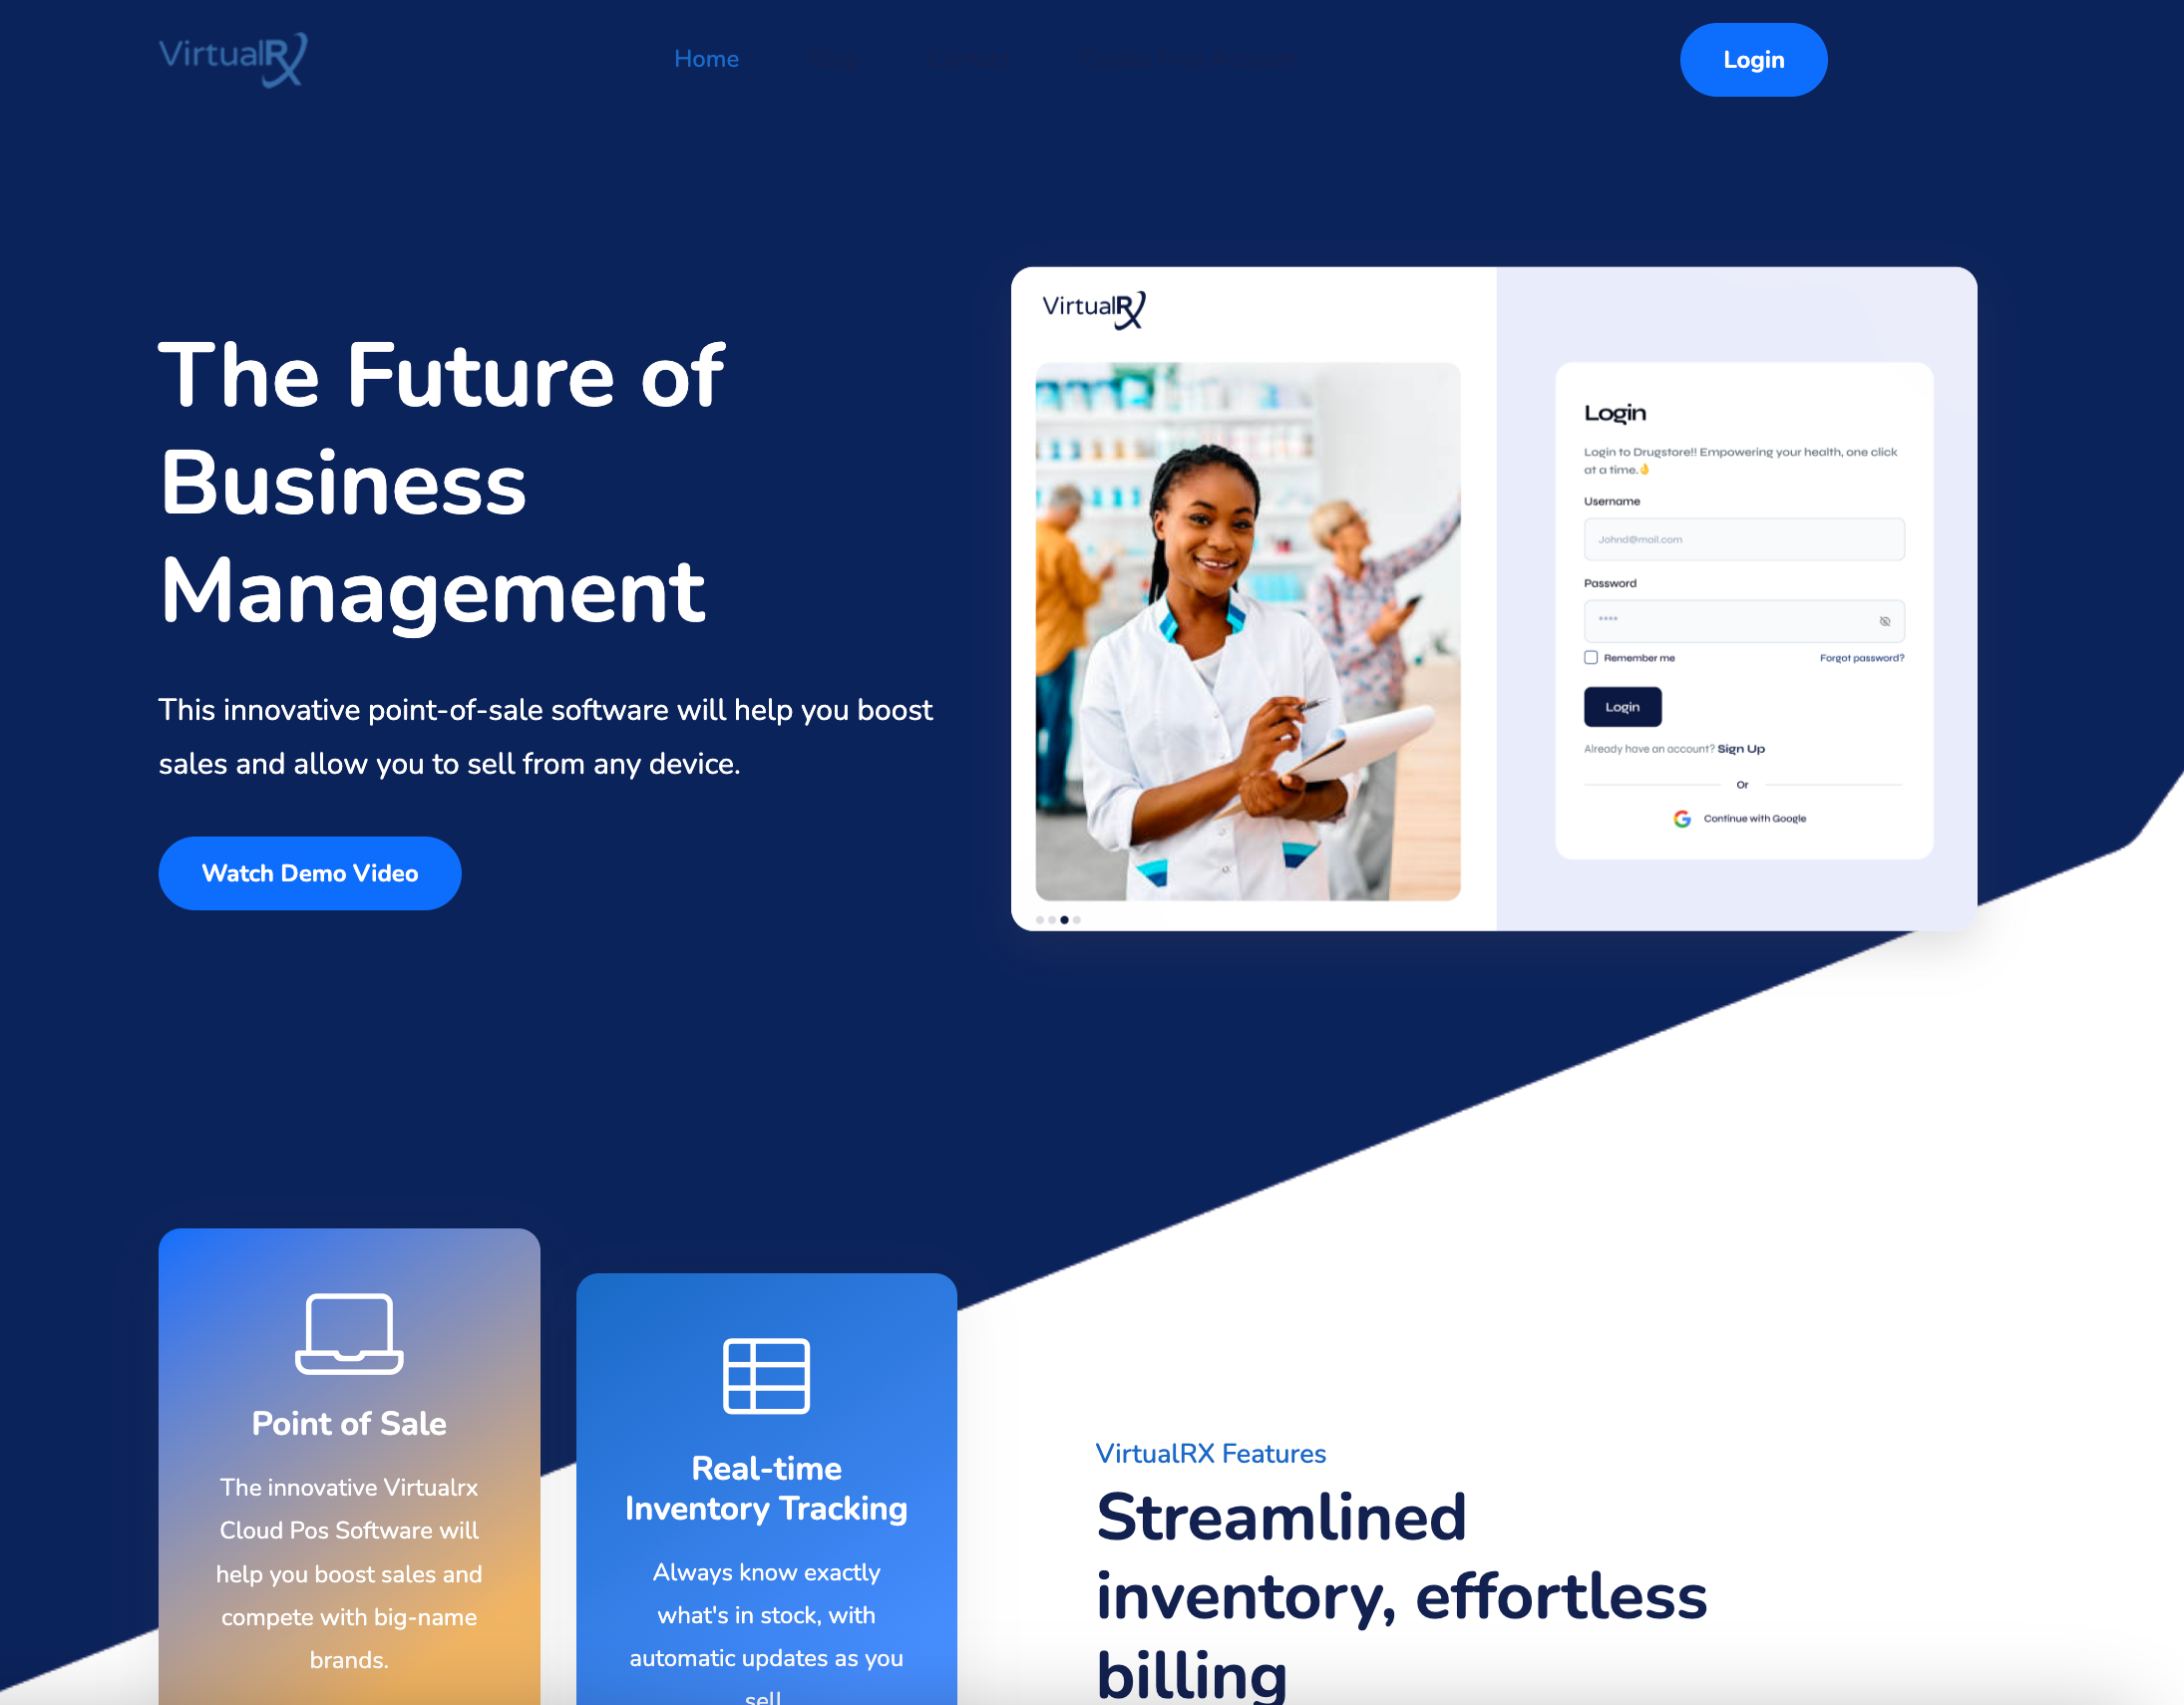 VirtualRX
Home
Login
The Future of
Business
Management
This innovative point-of-sale software will help you boost
sales and allow you to sell from any device.
Watch Demo Video
VirtualRX
Login
Login to Drugstore!! Empowering your health, one click
at a time.👌
Username
Johnd@mail.com
Password
****
Remember me
Forgot password?
Login
Already have an account? Sign Up
Or
Continue with Google
Point of Sale
The innovative Virtualrx
Cloud Pos Software will
help you boost sales and
compete with big-name
brands.
Real-time
Inventory Tracking
Always know exactly
what's in stock, with
automatic updates as you
sell
VirtualRX Features
Streamlined
inventory, effortless
billing